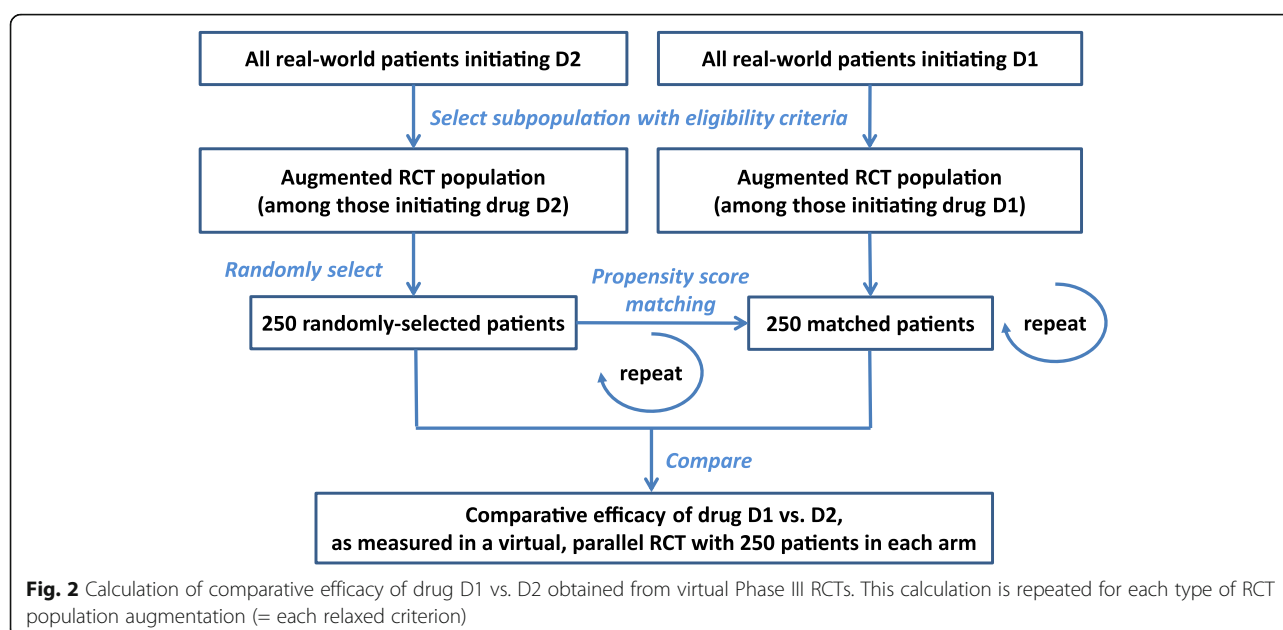 All real-world patients initiating D2
All real-world patients initiating D1
Select subpopulation with eligibility criteria
Augmented RCT population
(among those initiating drug D2)
Augmented RCT population
(among those initiating drug D1)
Randomly select
Propensity score
matching
250 randomly-selected patients
250 matched patients
repeat
repeat
Compare
Comparative efficacy of drug D1 vs. D2,
as measured in a virtual, parallel RCT with 250 patients in each arm
Fig. 2 Calculation of comparative efficacy of drug D1 vs. D2 obtained from virtual Phase III RCTs. This calculation is repeated for each type of RCT
population augmentation (= each relaxed criterion)